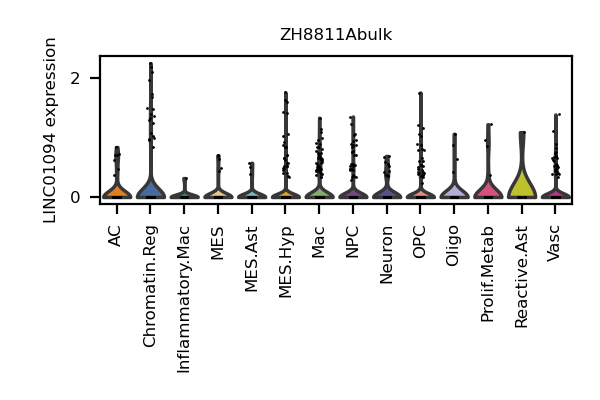 ZH8811Abulk
LINC01094 expression
2
0
AC
Chromatin.Reg
Inflammatory.Mac
MES
MES.Ast
MES.Hyp
Mac
NPC
Neuron
OPC
Oligo
Prolif.Metab
Reactive.Ast
Vasc